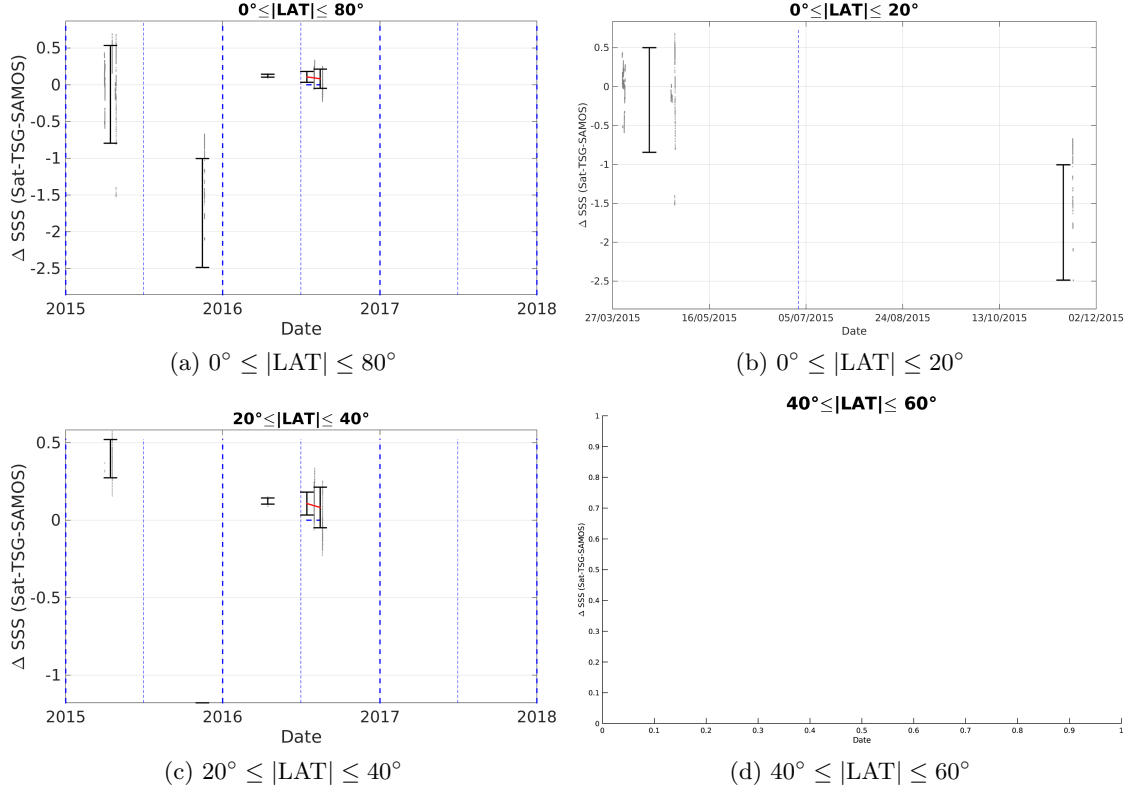 0°≤|LAT|≤ 80°
0.5
0
-0.5
-1
-1.5
-2
-2.5
Δ SSS (Sat-TSG-SAMOS)
2015 2016 2017 2018
Date
(a) 0° ≤ |LAT| ≤ 80°
0°≤|LAT|≤ 20°
0.5
0
-0.5
-1
-1.5
-2
-2.5
Δ SSS (Sat-TSG-SAMOS)
27/03/2015 16/05/2015 05/07/2015 24/08/2015 13/10/2015 02/12/2015
Date
(b) 0° ≤ |LAT| ≤ 20°
20°≤|LAT|≤ 40°
0.5
0
-0.5
-1
Δ SSS (Sat-TSG-SAMOS)
2015 2016 2017 2018
Date
(c) 20° ≤ |LAT| ≤ 40°
40°≤|LAT|≤ 60°
1
0.9
0.8
0.7
0.6
0.5
0.4
0.3
0.2
0.1
0
Δ SSS (Sat-TSG-SAMOS)
0 0.1 0.2 0.3 0.4 0.5 0.6 0.7 0.8 0.9 1
Date
(d) 40° ≤ |LAT| ≤ 60°